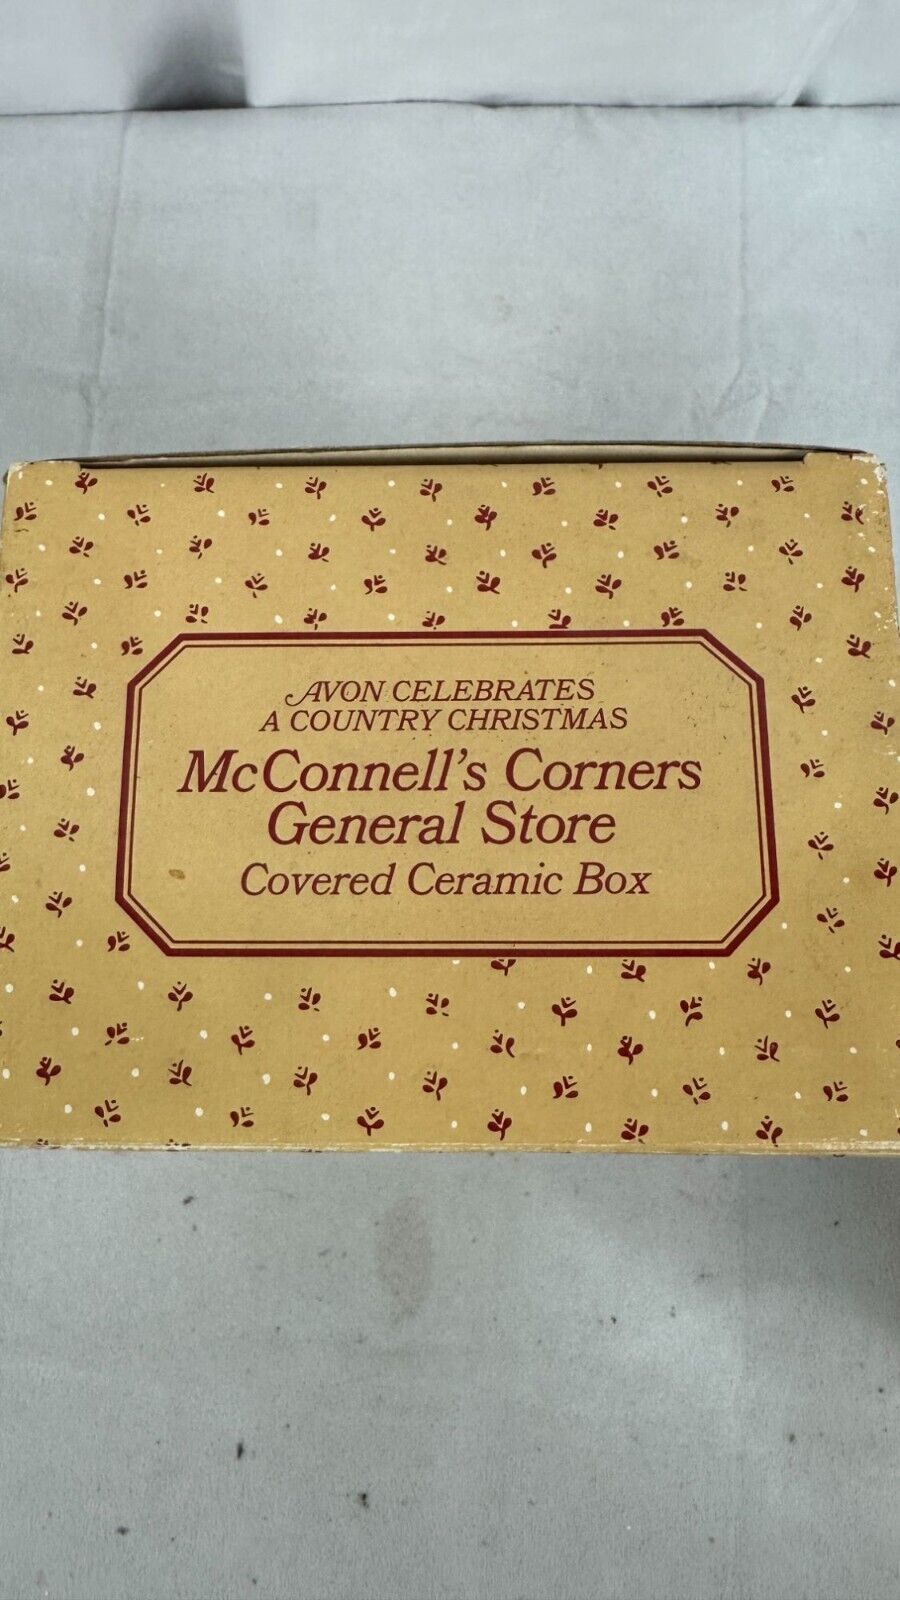 AVON CELEBRATES
A COUNTRY CHRISTMAS
McConnell's Corners
General Store
Covered Ceramic Box